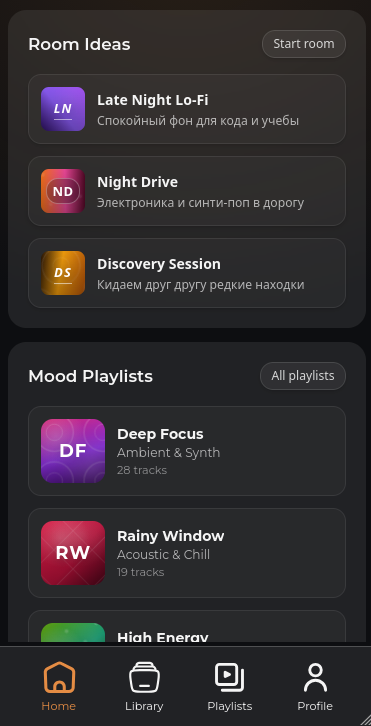 Room Ideas
Start room
LN
Late Night Lo-Fi
Спокойный фон для кода и учебы
ND
Night Drive
Электроника и синти-поп в дорогу
DS
Discovery Session
Кидаем друг другу редкие находки
Mood Playlists
All playlists
DF
Deep Focus
Ambient & Synth
28 tracks
RW
Rainy Window
Acoustic & Chill
19 tracks
High Energy
Home
Library
Playlists
Profile